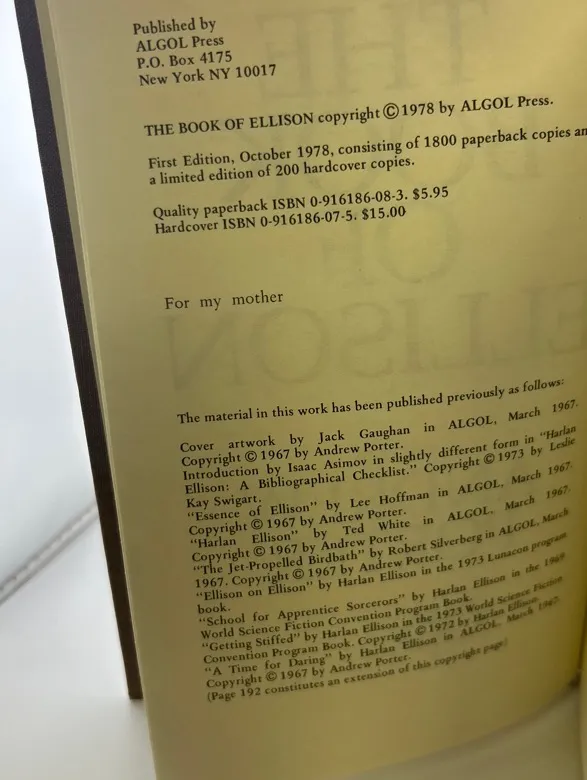 Published by
ALGOL Press
P.O. Box 4175
New York NY 10017
THE BOOK OF ELLISON copyright © 1978 by ALGOL Press.
First Edition, October 1978, consisting of 1800 paperback copies an
a limited edition of 200 hardcover copies.
Quality paperback ISBN 0-916186-08-3. $5.95
Hardcover ISBN 0-916186-07-5. $15.00
For my mother
The material in this work has been published previously as follows:
Cover artwork by Jack Gaughan in ALGOL, March 1967.
Copyright © 1967 by Andrew Porter.
Introduction by Isaac Asimov in slightly different form in "Harlan
Ellison: A Bibliographical Checklist." Copyright © 1973 by Leslie
Kay Swigart.
"Essence of Ellison" by Lee Hoffman in ALGOL, March 1967.
Copyright © 1967 by Andrew Porter.
"Harlan Ellison" by Ted White in ALGOL, March 1967.
Copyright © 1967 by Andrew Porter.
"The Jet-Propelled Birdbath" by Robert Silverberg in ALGOL, March
1967. Copyright © 1967 by Andrew Porter.
"Ellison on Ellison" by Harlan Ellison in the 1973 Lunacon program
book.
"School for Apprentice Sorcerors" by Harlan Ellison in the 1969
World Science Fiction Convention Program Book.
"Getting Stiffed" by Harlan Ellison in the 1973 World Science Fiction
Convention Program Book. Copyright © 1972 by Harlan Ellison.
"A Time for Daring" by Harlan Ellison in ALGOL, March 1967.
Copyright © 1967 by Andrew Porter.
(Page 192 constitutes an extension of this copyright page)
THE
OF
ELLISON